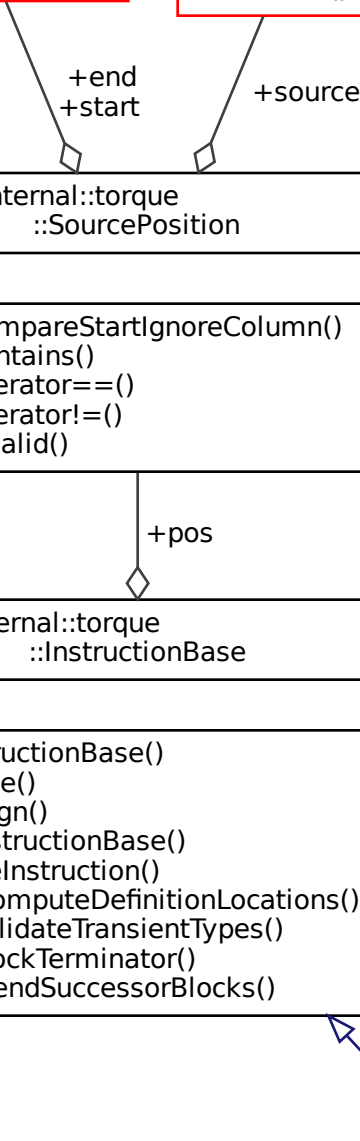 +end
+start
+source
nternal::torque
::SourcePosition
mpareStartIgnoreColumn()
ntains()
erator==()
erator!=()
alid()
+pos
ernal::torque
::InstructionBase
ructionBase()
e()
gn()
structionBase()
eInstruction()
omputeDefinitionLocations()
lidateTransientTypes()
ockTerminator()
endSuccessorBlocks()